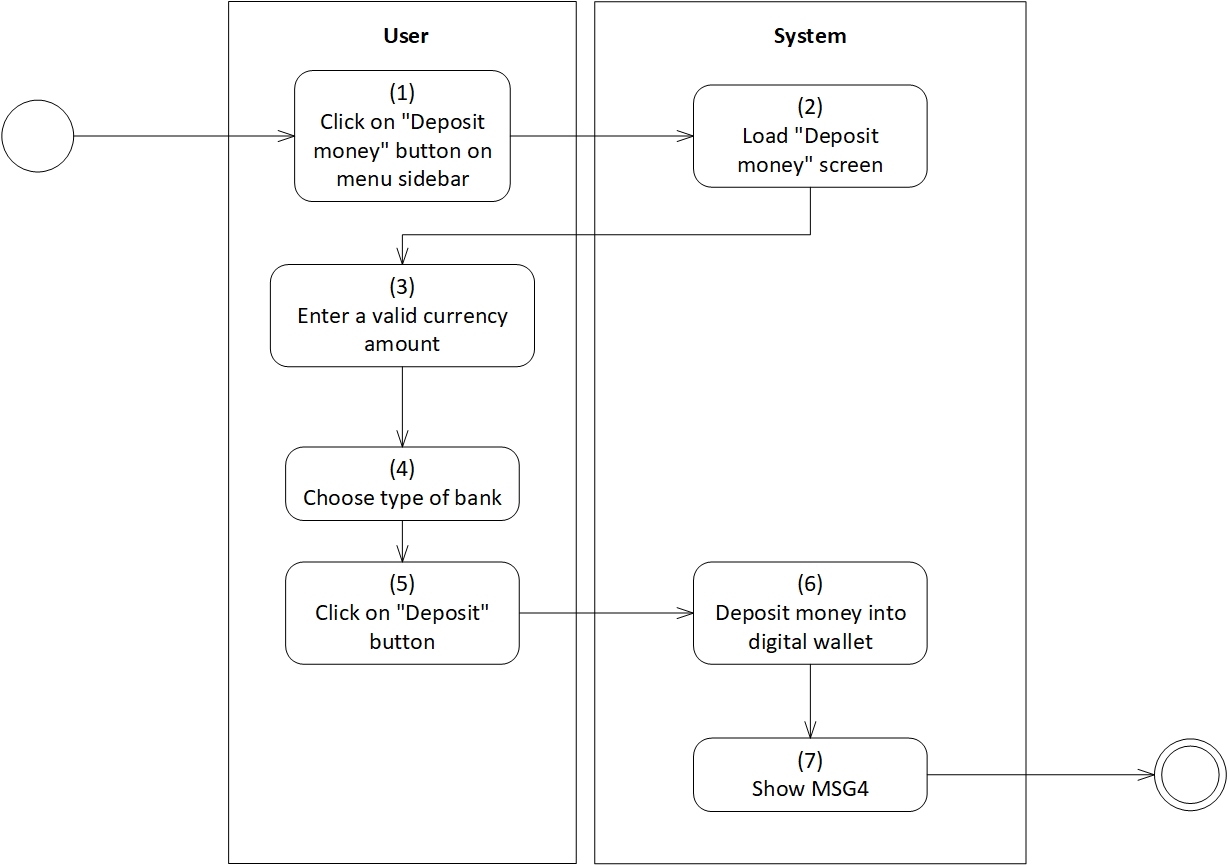 User
System
(1)
Click on "Deposit
money" button on
menu sidebar
(2)
Load "Deposit
money" screen
(3)
Enter a valid currency
amount
(4)
Choose type of bank
(5)
Click on "Deposit"
button
(6)
Deposit money into
digital wallet
(7)
Show MSG4